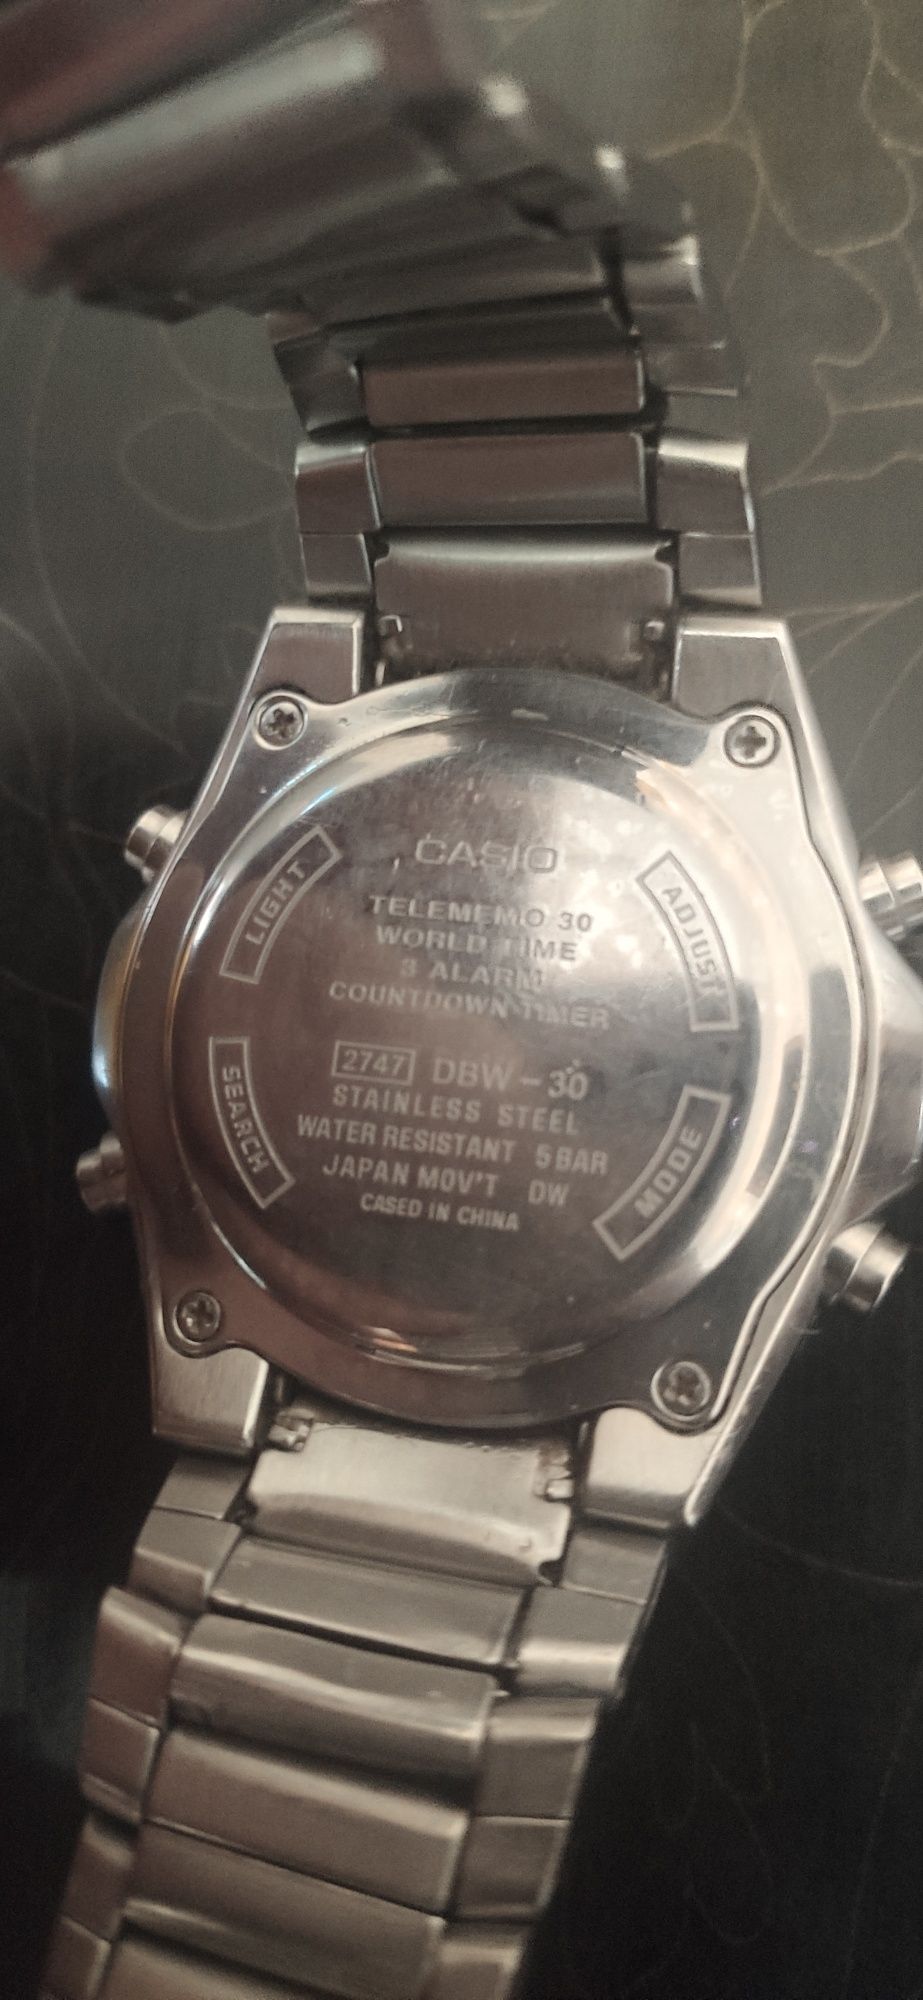 CASIO
TELEMEMO 30
WORLD TIME
3 ALARM
COUNTDOWN TIMER
2747 DBW-30
STAINLESS STEEL
WATER RESISTANT 5 BAR
JAPAN MOV'T DW
CASED IN CHINA
LIGHT
ADJUST
SEARCH
MODE